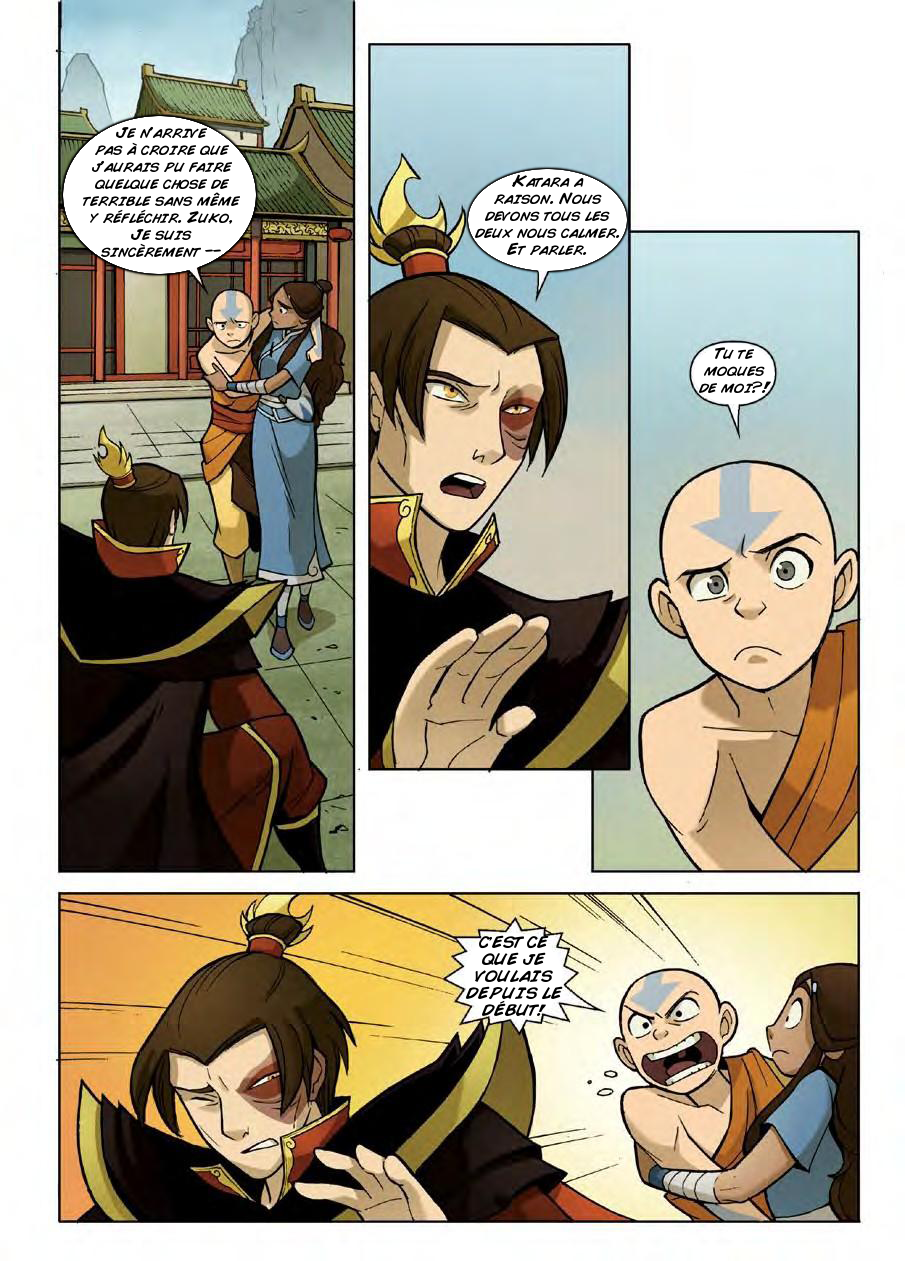 JE N'ARRIVE
PAS À CROIRE QUE
J'AURAIS PU FAIRE
QUELQUE CHOSE DE
TERRIBLE SANS MÊME
Y RÉFLÉCHIR. ZUKO,
JE SUIS
SINCÈREMENT --
KATARA A
RAISON. NOUS
DEVONS TOUS LES
DEUX NOUS CALMER.
ET PARLER.
TU TE
MOQUES
DE MOI?!
C'EST CE
QUE JE
VOULAIS
DEPUIS LE
DÉBUT!